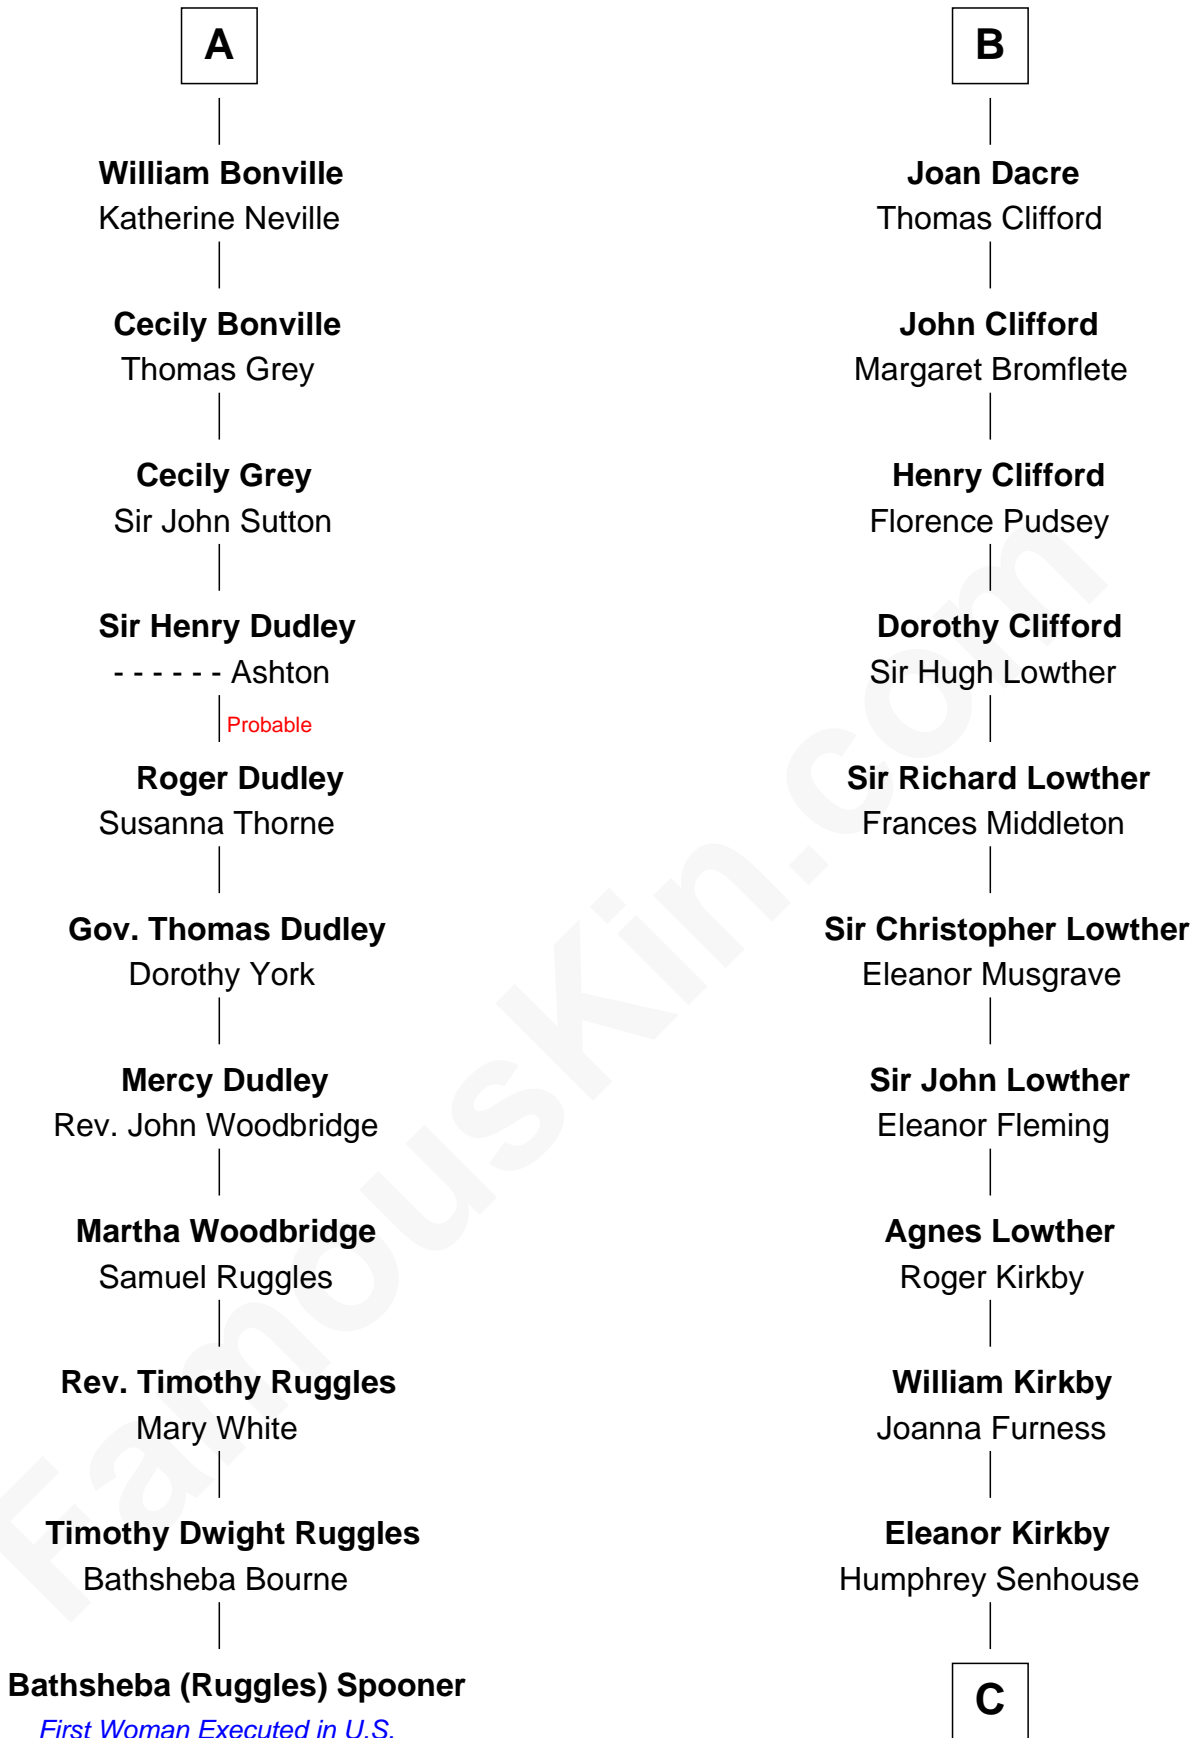 A
William Bonville
Katherine Neville
Cecily Bonville
Thomas Grey
Cecily Grey
Sir John Sutton
Sir Henry Dudley
- - - - - - Ashton
Probable
Roger Dudley
Susanna Thorne
Gov. Thomas Dudley
Dorothy York
Mercy Dudley
Rev. John Woodbridge
Martha Woodbridge
Samuel Ruggles
Rev. Timothy Ruggles
Mary White
Timothy Dwight Ruggles
Bathsheba Bourne
Bathsheba (Ruggles) Spooner
First Woman Executed in U.S.
B
Joan Dacre
Thomas Clifford
John Clifford
Margaret Bromflete
Henry Clifford
Florence Pudsey
Dorothy Clifford
Sir Hugh Lowther
Sir Richard Lowther
Frances Middleton
Sir Christopher Lowther
Eleanor Musgrave
Sir John Lowther
Eleanor Fleming
Agnes Lowther
Roger Kirkby
William Kirkby
Joanna Furness
Eleanor Kirkby
Humphrey Senhouse
C
FamousKin.com